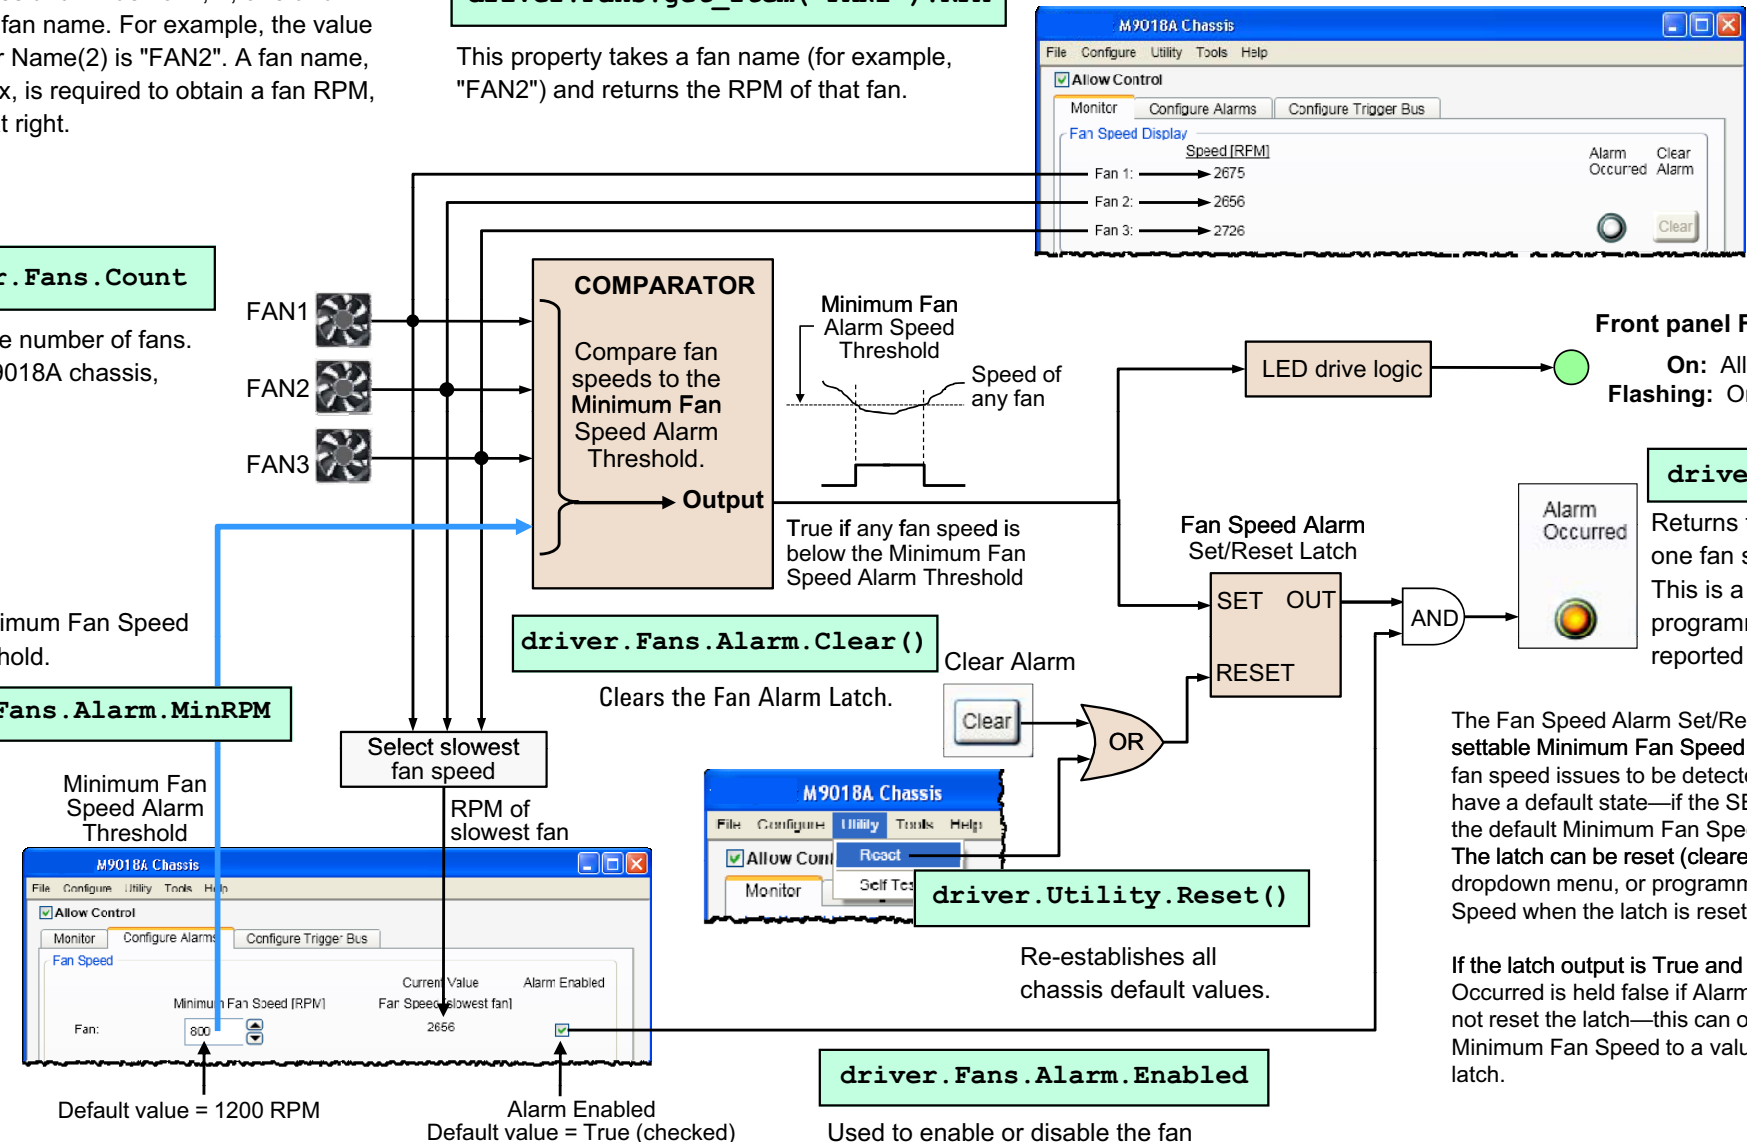 fan name. For example, the value
Name(2) is "FAN2". A fan name,
is required to obtain a fan RPM,
right.
This property takes a fan name (for example,
"FAN2") and returns the RPM of that fan.
M9018A Chassis
File Configure Utility Tools Help
Allow Control
Monitor Configure Alarms Configure Trigger Bus
Fan Speed Display
Speed [RPM]
Alarm Occurred
Clear Alarm
Fan 1: 2675
Fan 2: 2656
Fan 3: 2726
Clear
r.Fans.Count
number of fans.
9018A chassis,
FAN1
FAN2
FAN3
COMPARATOR
Compare fan
speeds to the
Minimum Fan
Speed Alarm
Threshold.
Output
Minimum Fan
Alarm Speed
Threshold
Speed of
any fan
True if any fan speed is
below the Minimum Fan
Speed Alarm Threshold
LED drive logic
Front panel F
On: All
Flashing:
Fan Speed Alarm
Set/Reset Latch
SET OUT
RESET
AND
Alarm
Occurred
drive
Returns
one fan s
This is a
programm
reported
imum Fan Speed
hold.
Fans.Alarm.MinRPM
driver.Fans.Alarm.Clear()
Clears the Fan Alarm Latch.
Clear Alarm
Clear
OR
Select slowest
fan speed
RPM of
slowest fan
Minimum Fan
Speed Alarm
Threshold
M9018A Chassis
File Configure Utility Tools Help
Allow Cont
Reset
Monitor
Self Tes
driver.Utility.Reset()
Re-establishes all
chassis default values.
M9018A Chassis
File Configure Utility Tools Help
Allow Control
Monitor Configure Alarms Configure Trigger Bus
Fan Speed
Current Value Alarm Enabled
Minimum Fan Speed [RPM] Fan Speed [slowest fan]
Fan: 800 2656
Default value = 1200 RPM
Alarm Enabled
Default value = True (checked)
driver.Fans.Alarm.Enabled
Used to enable or disable the fan
The Fan Speed Alarm Set/Re
settable Minimum Fan Speed
fan speed issues to be detecte
have a default state—if the SE
the default Minimum Fan Spee
The latch can be reset (cleare
dropdown menu, or programm
Speed when the latch is reset
If the latch output is True and
Occurred is held false if Alarm
not reset the latch—this can o
Minimum Fan Speed to a valu
latch.